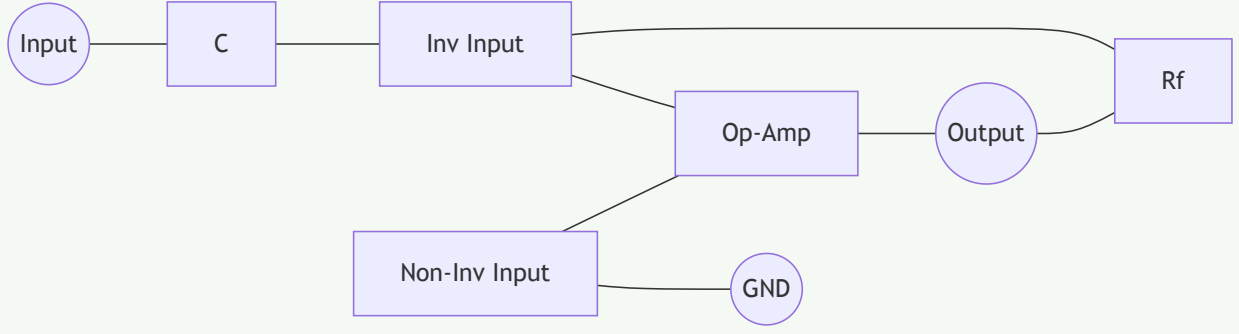 Input
C
Inv Input
Rf
Op-Amp
Output
Non-Inv Input
GND